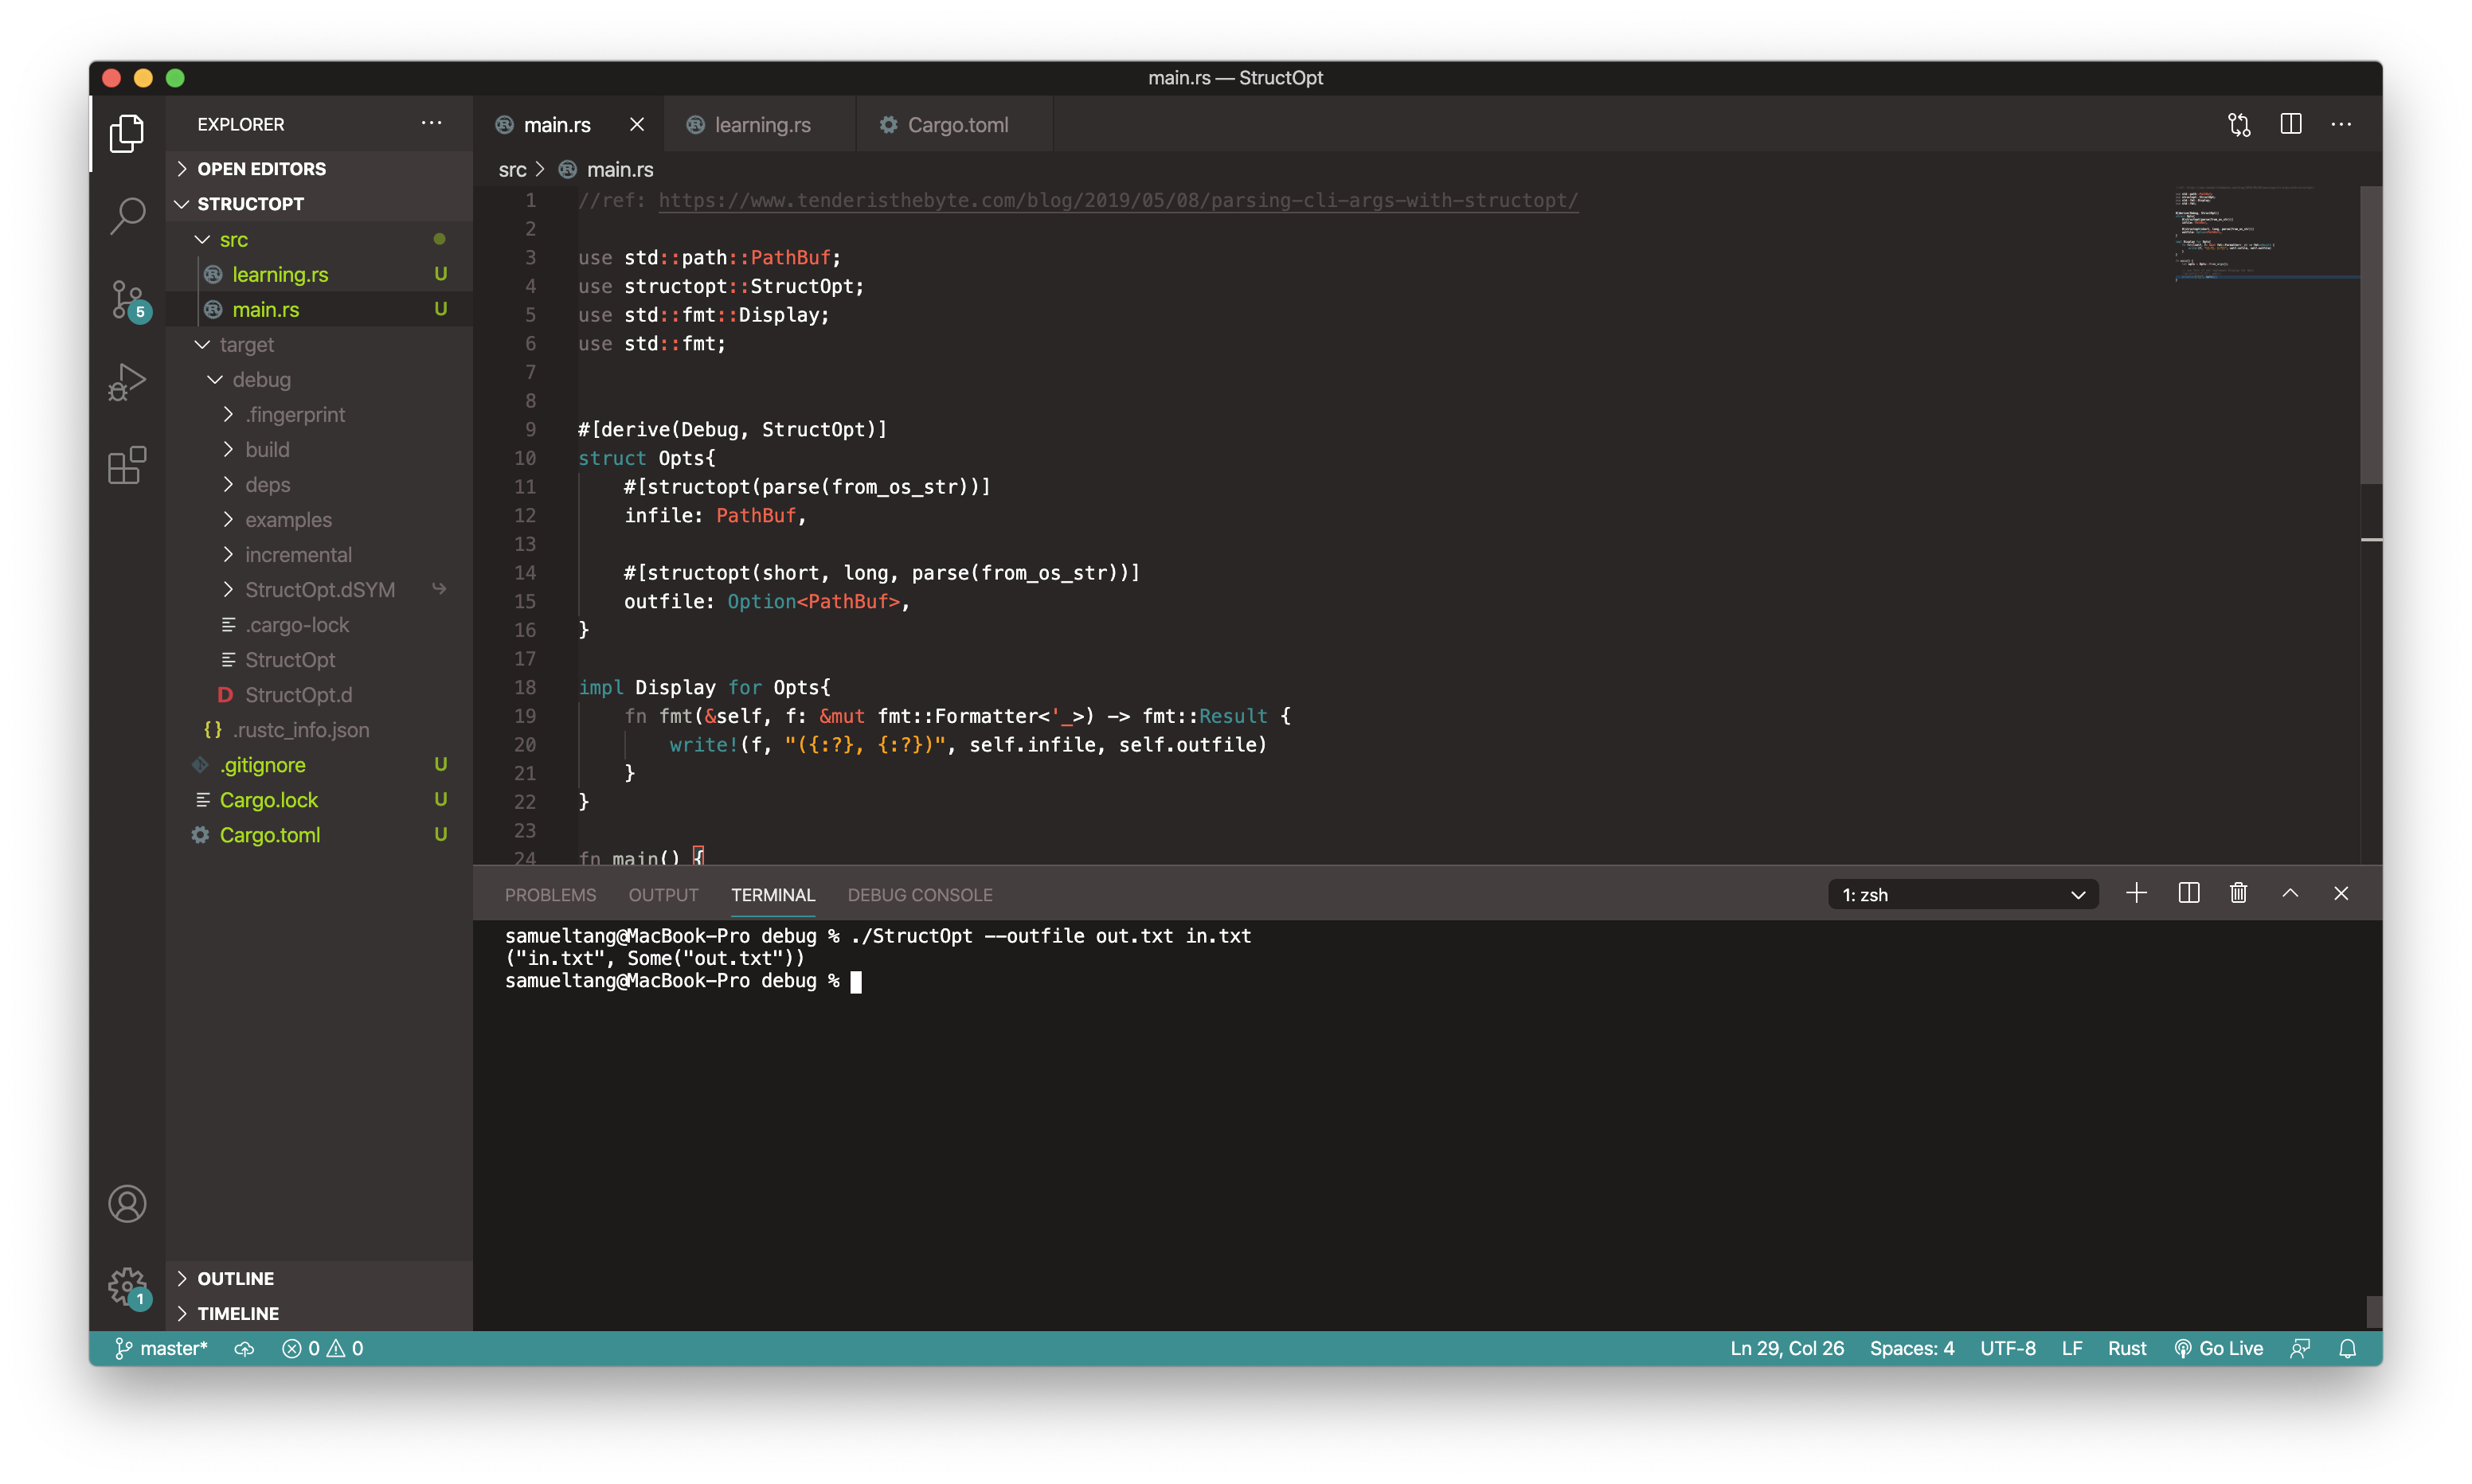 main.rs — StructOpt
EXPLORER
OPEN EDITORS
STRUCTOPT
src
learning.rs U
main.rs U
target
debug
.fingerprint
build
deps
examples
incremental
StructOpt.dSYM
.cargo-lock
StructOpt
D StructOpt.d
{} .rustc_info.json
.gitignore U
Cargo.lock U
Cargo.toml U
OUTLINE
TIMELINE
5
1
main.rs learning.rs Cargo.toml
src > main.rs
1 //ref: https://www.tenderisthebyte.com/blog/2019/05/08/parsing-cli-args-with-structopt/
2
3 use std::path::PathBuf;
4 use structopt::StructOpt;
5 use std::fmt::Display;
6 use std::fmt;
7
8
9 #[derive(Debug, StructOpt)]
10 struct Opts{
11     #[structopt(parse(from_os_str))]
12     infile: PathBuf,
13
14     #[structopt(short, long, parse(from_os_str))]
15     outfile: Option<PathBuf>,
16 }
17
18 impl Display for Opts{
19     fn fmt(&self, f: &mut fmt::Formatter<'_>) -> fmt::Result {
20         write!(f, "({:?}, {:?})", self.infile, self.outfile)
21     }
22 }
23
24 fn main() {
PROBLEMS OUTPUT TERMINAL DEBUG CONSOLE 1: zsh
samueltang@MacBook-Pro debug % ./StructOpt --outfile out.txt in.txt
("in.txt", Some("out.txt"))
samueltang@MacBook-Pro debug %
master* 0 0 Ln 29, Col 26 Spaces: 4 UTF-8 LF Rust Go Live